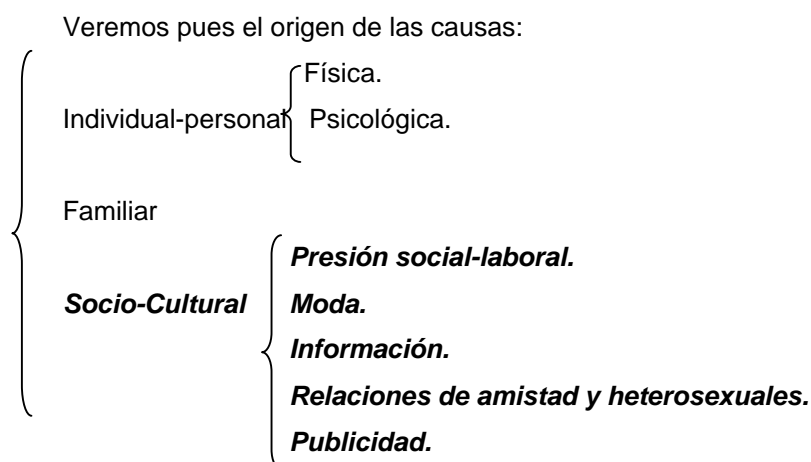 Veremos pues el origen de las causas:
Física.
Individual-personal Psicológica.
Familiar
Presión social-laboral.
Socio-Cultural Moda.
Información.
Relaciones de amistad y heterosexuales.
Publicidad.